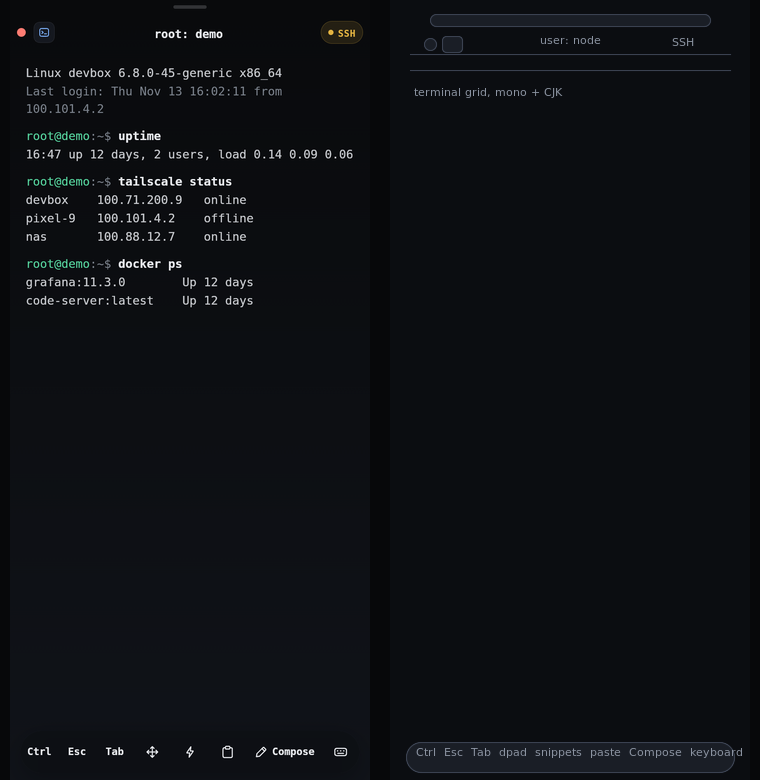 root: demo
SSH
Linux devbox 6.8.0-45-generic x86_64
Last login: Thu Nov 13 16:02:11 from
100.101.4.2
root@demo:~$ uptime
16:47 up 12 days, 2 users, load 0.14 0.09 0.06
root@demo:~$ tailscale status
devbox 100.71.200.9 online
pixel-9 100.101.4.2 offline
nas 100.88.12.7 online
root@demo:~$ docker ps
grafana:11.3.0 Up 12 days
code-server:latest Up 12 days
Ctrl Esc Tab Compose
user: node SSH
terminal grid, mono + CJK
Ctrl Esc Tab dpad snippets paste Compose keyboard